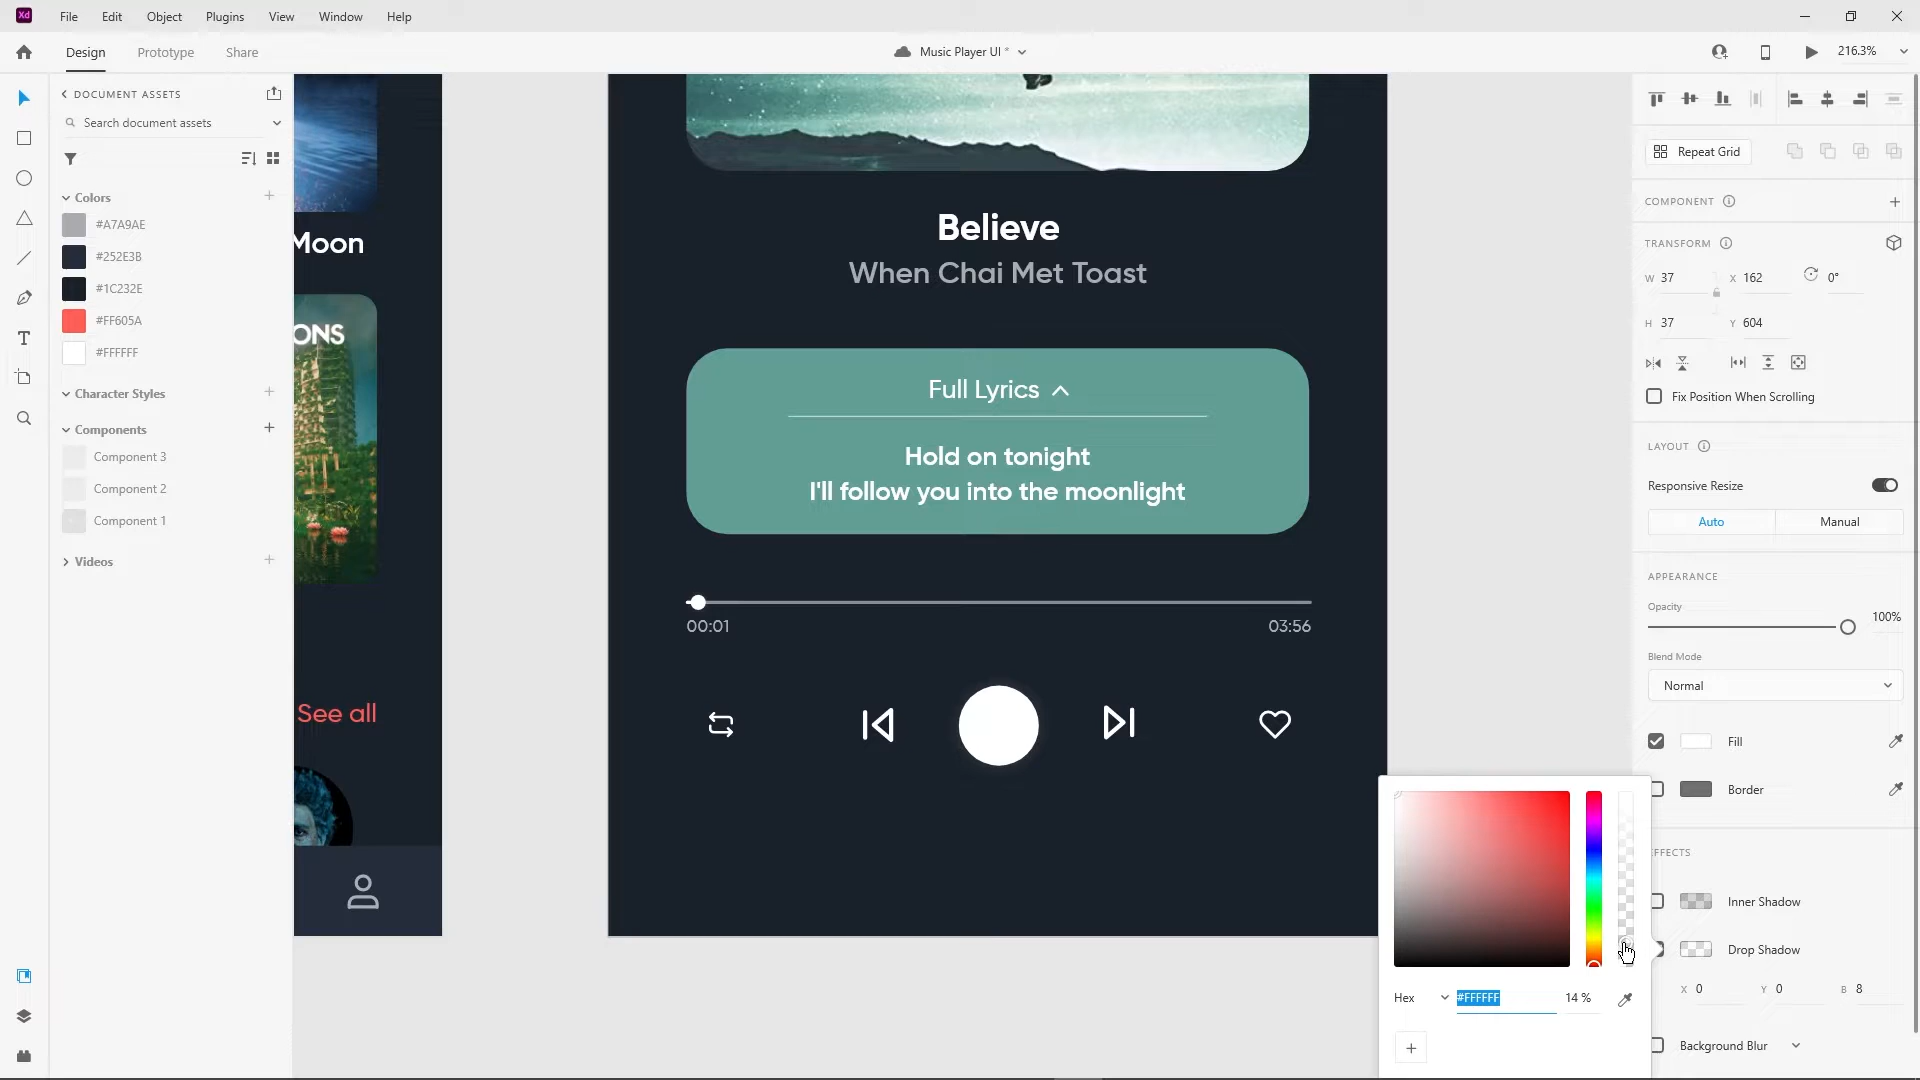 Xd File Edit Object Plugins View Window Help
Design Prototype Share
Music Player UI *
216.3%
DOCUMENT ASSETS
Search document assets
Colors
#A7A9AE
#252E3B
#1C232E
#FF605A
#FFFFFF
Character Styles
Components
Component 3
Component 2
Component 1
Videos
Moon
ONS
See all
Believe
When Chai Met Toast
Full Lyrics
Hold on tonight
I'll follow you into the moonlight
00:01 03:56
Repeat Grid
COMPONENT
TRANSFORM
W 37 X 162 0°
H 37 Y 604
Fix Position When Scrolling
LAYOUT
Responsive Resize
Auto Manual
APPEARANCE
Opacity
100%
Blend Mode
Normal
Fill
Border
FFECTS
Inner Shadow
Drop Shadow
X 0 Y 0 B 8
Background Blur
Hex #FFFFFF 14 %